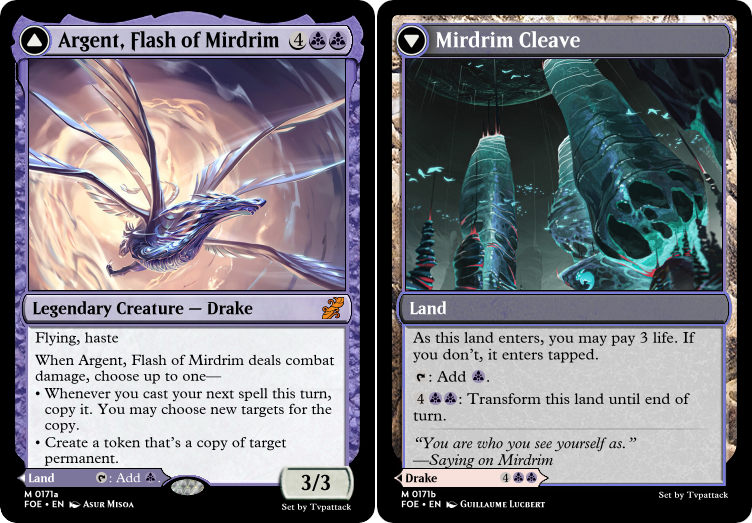 Argent, Flash of Mirdrim 4
Legendary Creature — Drake
Flying, haste
When Argent, Flash of Mirdrim deals combat
damage, choose up to one—
• Whenever you cast your next spell this turn,
copy it. You may choose new targets for the
copy.
• Create a token that's a copy of target
permanent.
Land : Add .
3/3
M 0171a
FOE • EN Asur Misoa
Set by Tvpattack
Mirdrim Cleave
Land
As this land enters, you may pay 3 life. If
you don't, it enters tapped.
: Add .
4 : Transform this land until end of
turn.
“You are who you see yourself as.”
—Saying on Mirdrim
Drake 4
M 0171b
FOE • EN Guillaume Lucbert
Set by Tvpattack